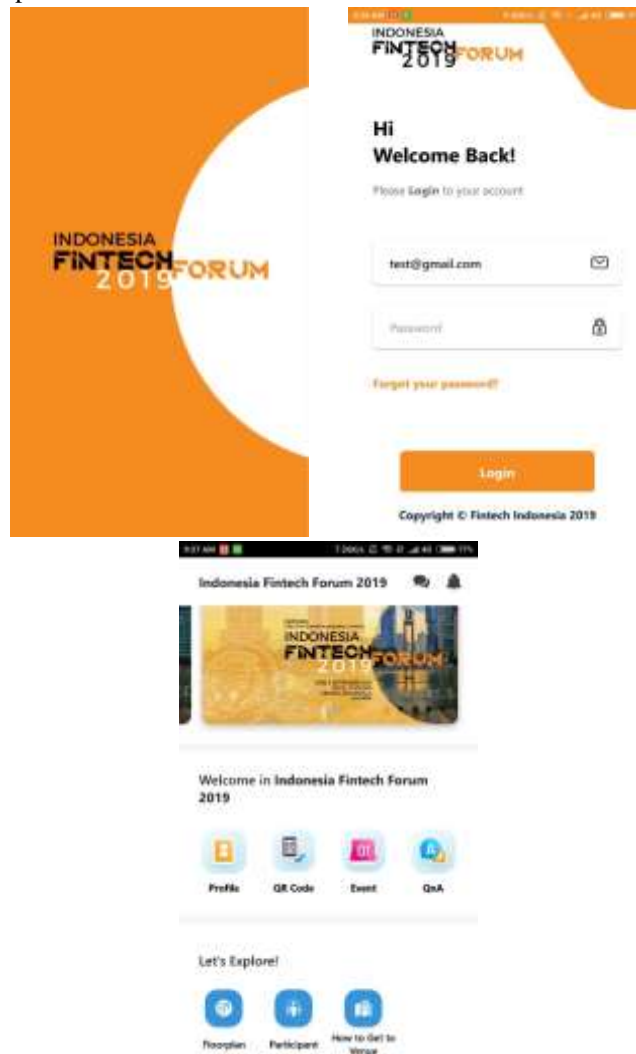 INDONESIA
FINTECH
2019 FORUM
INDONESIA
FINTECH
2019 FORUM
Hi
Welcome Back!
Please Login to your account
test@gmail.com
Password
Forgot your password?
Login
Copyright © Fintech Indonesia 2019
Indonesia Fintech Forum 2019
INDONESIA
FINTECH
2019 FORUM
Welcome in Indonesia Fintech Forum
2019
Profile QR Code Event QnA
Let's Explore!
Floorplan Participant How to Get to
Venue